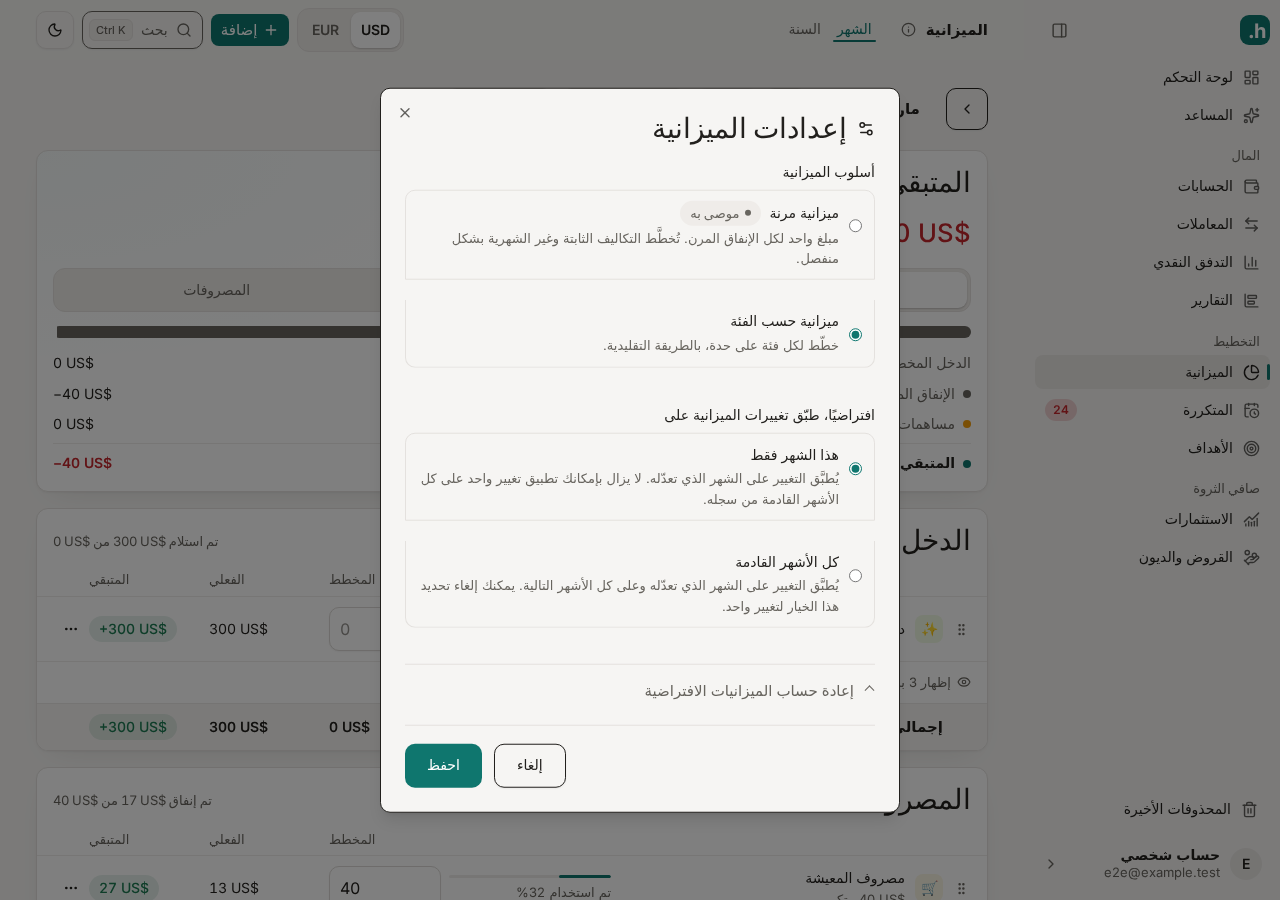 .h
لوحة التحكم
المساعد
المال
الحسابات
المعاملات
التدفق النقدي
التقارير
التخطيط
الميزانية
المتكررة
24
الأهداف
صافي الثروة
الاستثمارات
القروض والديون
المحذوفات الأخيرة
حساب شخصي
e2e@example.test
E
الميزانية
الشهر
السنة
USD
EUR
إضافة
بحث
Ctrl K
إعدادات الميزانية
أسلوب الميزانية
ميزانية مرنة
موصى به
مبلغ واحد لكل الإنفاق المرن. تُخطَّط التكاليف الثابتة وغير الشهرية بشكل
منفصل.
ميزانية حسب الفئة
خطّط لكل فئة على حدة، بالطريقة التقليدية.
افتراضيًا، طبّق تغييرات الميزانية على
هذا الشهر فقط
يُطبَّق التغيير على الشهر الذي تعدّله. لا يزال بإمكانك تطبيق تغيير واحد على كل
الأشهر القادمة من سجله.
كل الأشهر القادمة
يُطبَّق التغيير على الشهر الذي تعدّله وعلى كل الأشهر التالية. يمكنك إلغاء تحديد
هذا الخيار لتغيير واحد.
إعادة حساب الميزانيات الافتراضية
إلغاء
احفظ
المصروفات
0 US$
الإنفاق
−40 US$
مساهمات
0 US$
المتبقي
−40 US$
الدخل
تم استلام 300 US$ من 0 US$
المخطط
الفعلي
المتبقي
0
300 US$
+300 US$
إظهار 3
0 US$
300 US$
+300 US$
تم إنفاق 17 US$ من 40 US$
المخطط
الفعلي
المتبقي
مصروف المعيشة
تم استخدام 32%
40
13 US$
27 US$